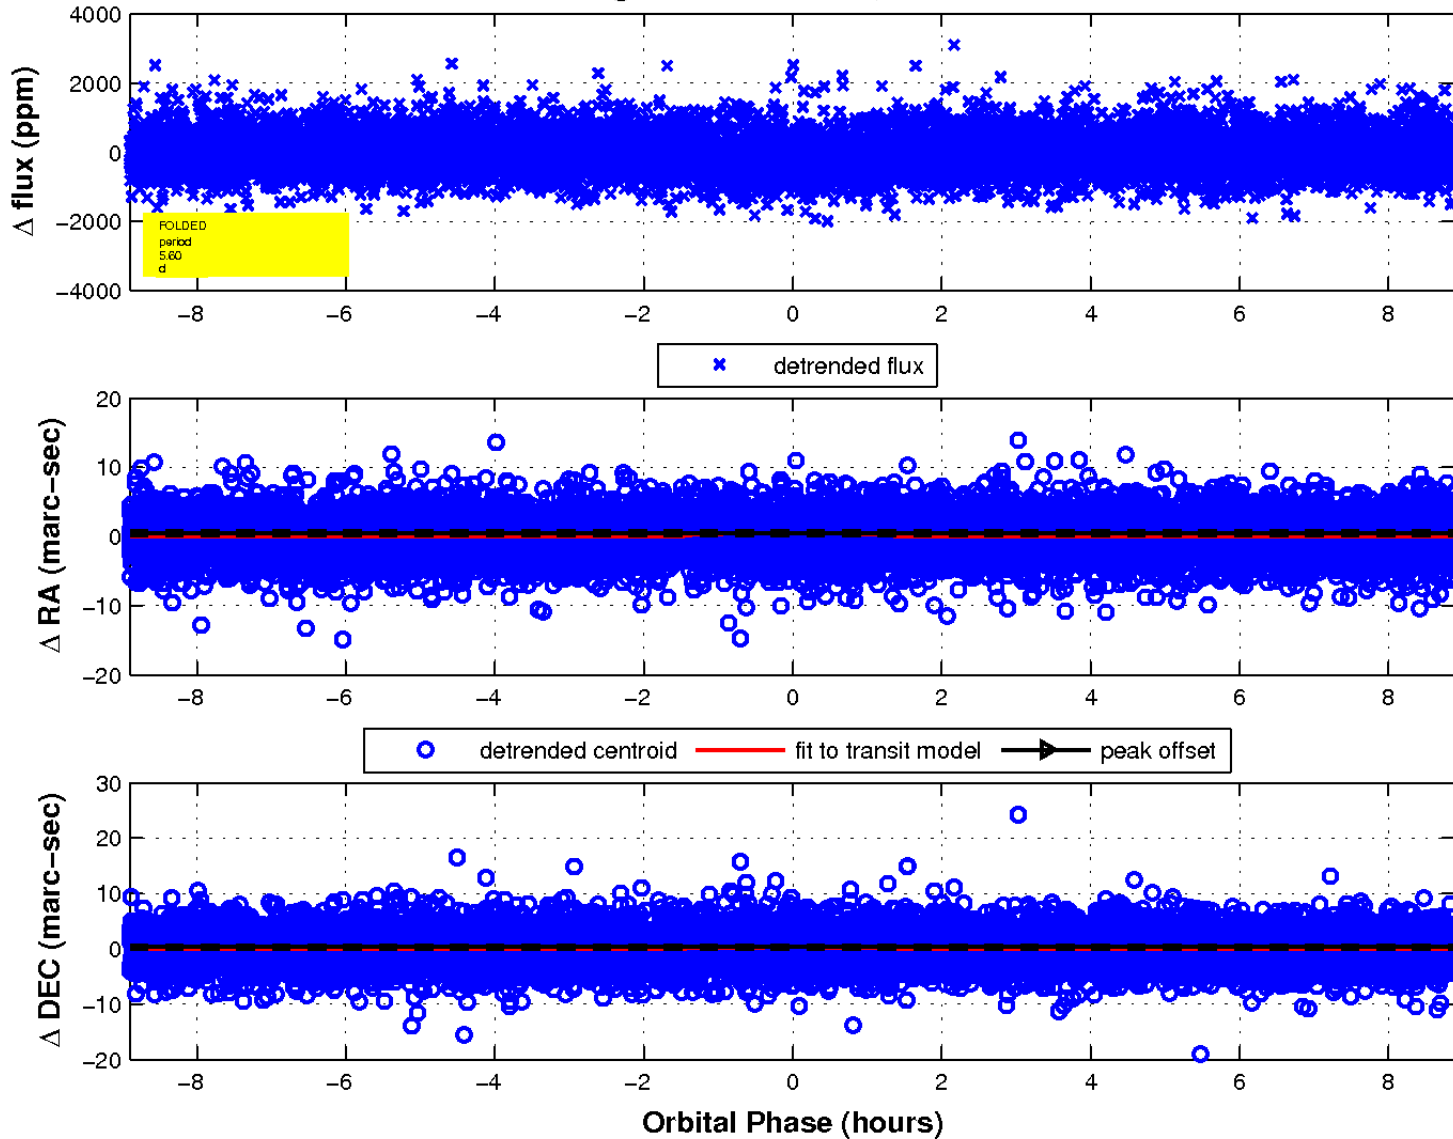 4000
2000
0
−2000
−4000
Δ flux (ppm)
FOLDED
period
5.60
d
−8 −6 −4 −2 0 2 4 6 8
detrended flux
20
10
0
−10
−20
Δ RA (marc−sec)
−8 −6 −4 −2 0 2 4 6 8
detrended centroid fit to transit model peak offset
30
20
10
0
−10
−20
Δ DEC (marc−sec)
−8 −6 −4 −2 0 2 4 6 8
Orbital Phase (hours)